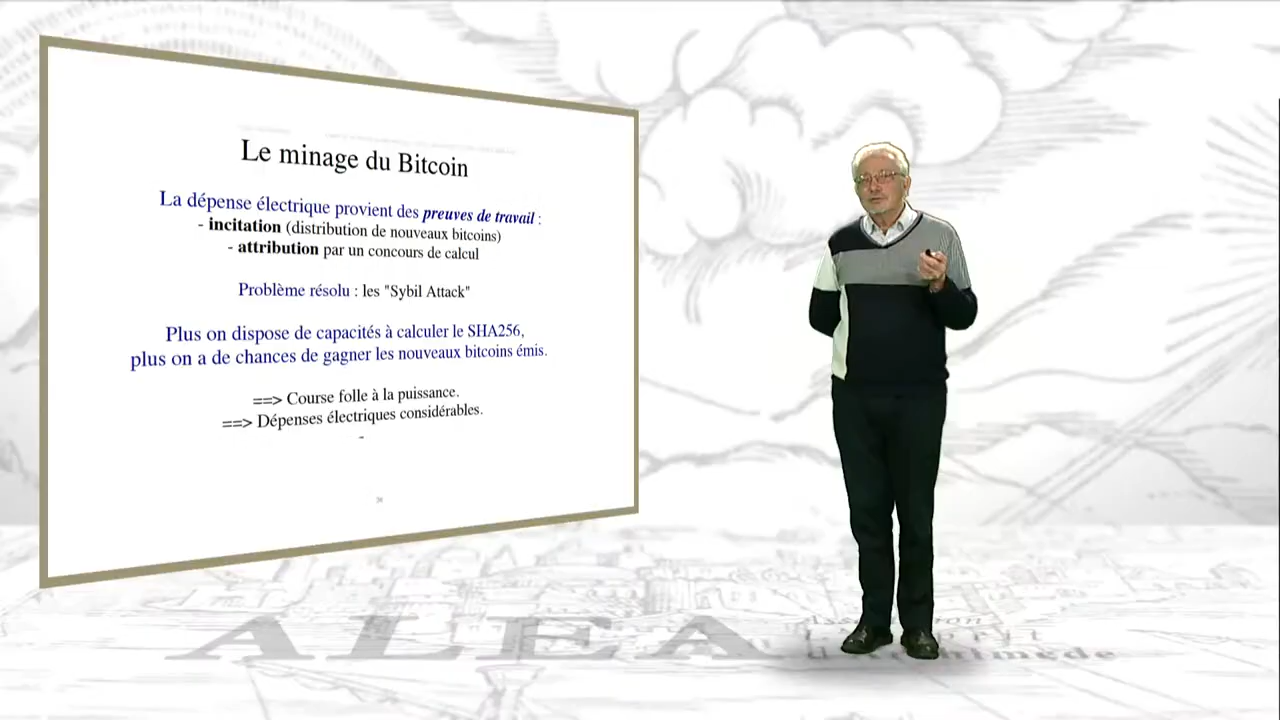 Le minage du Bitcoin
La dépense électrique provient des preuves de travail :
- incitation (distribution de nouveaux bitcoins)
- attribution par un concours de calcul
Problème résolu : les "Sybil Attack"
Plus on dispose de capacités à calculer le SHA256,
plus on a de chances de gagner les nouveaux bitcoins émis.
==> Course folle à la puissance.
==> Dépenses électriques considérables.
-
ALEA